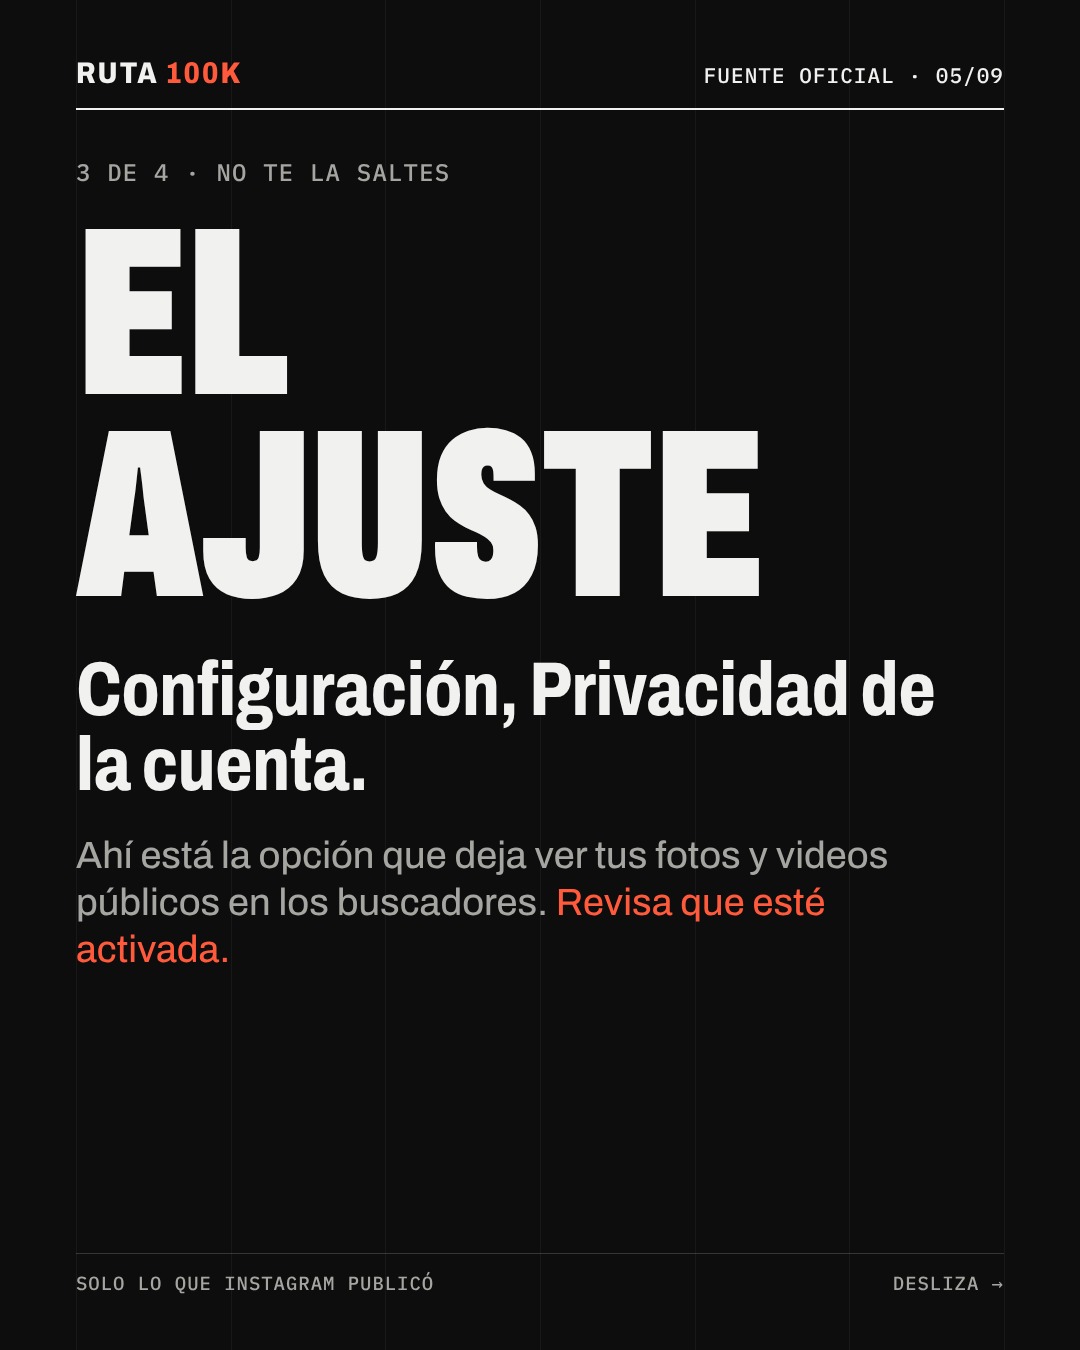 RUTA 100K
FUENTE OFICIAL · 05/09
3 DE 4 · NO TE LA SALTES
EL
AJUSTE
Configuración, Privacidad de
la cuenta.
Ahí está la opción que deja ver tus fotos y videos
públicos en los buscadores. Revisa que esté
activada.
SOLO LO QUE INSTAGRAM PUBLICÓ
DESLIZA →